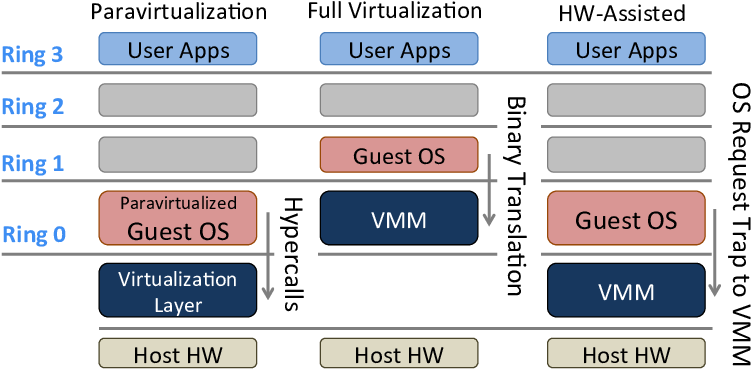 Paravirtualization
Full Virtualization
HW-Assisted
Ring 3
User Apps
User Apps
User Apps
Ring 2
Ring 1
Guest OS
Ring 0
Paravirtualized
Guest OS
VMM
Guest OS
Virtualization
Layer
VMM
Hypercalls
Binary Translation
OS Request Trap to VMM
Host HW
Host HW
Host HW